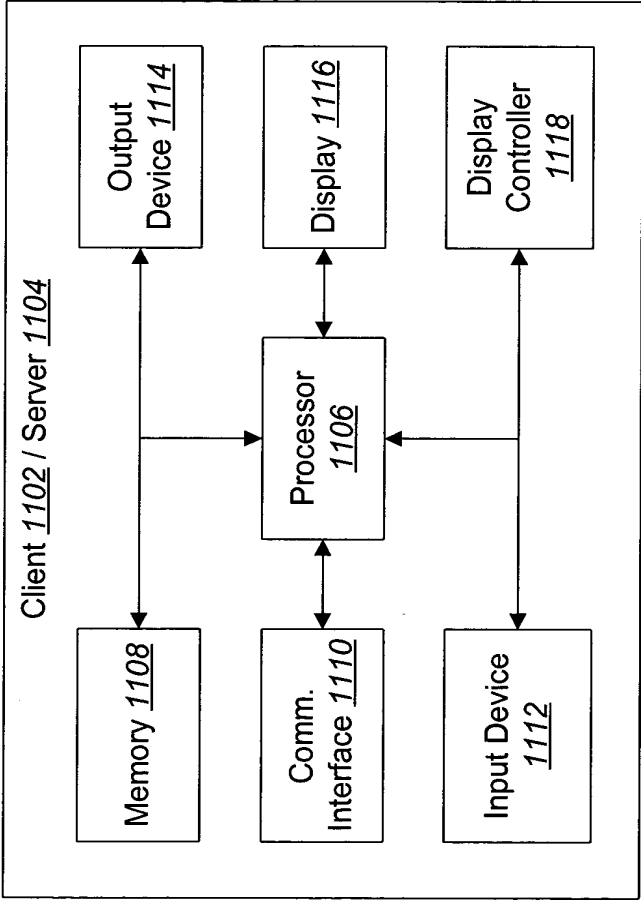 Client 1102 / Server 1104
Memory 1108
Output
Device 1114
Comm.
Interface 1110
Processor
1106
Display 1116
Input Device
1112
Display
Controller
1118